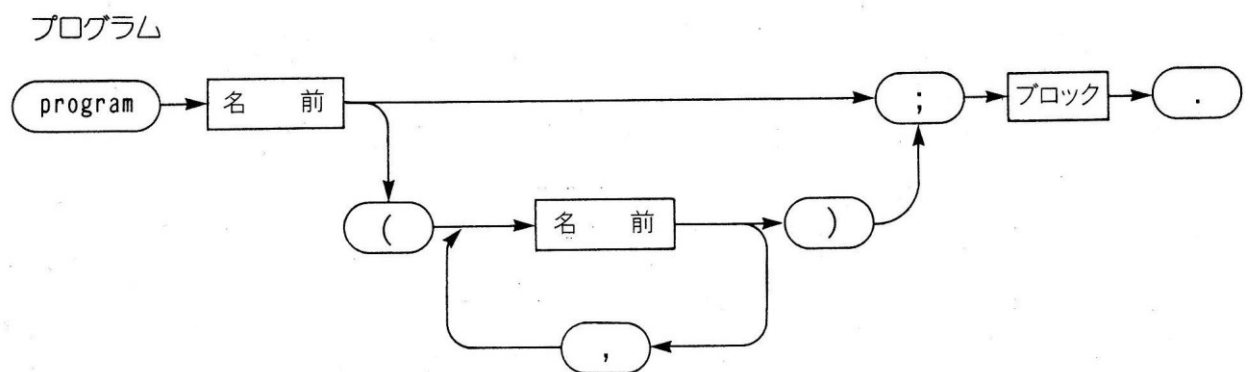 プログラム
program 名 前 ; ブロック .
( 名 前 )
,